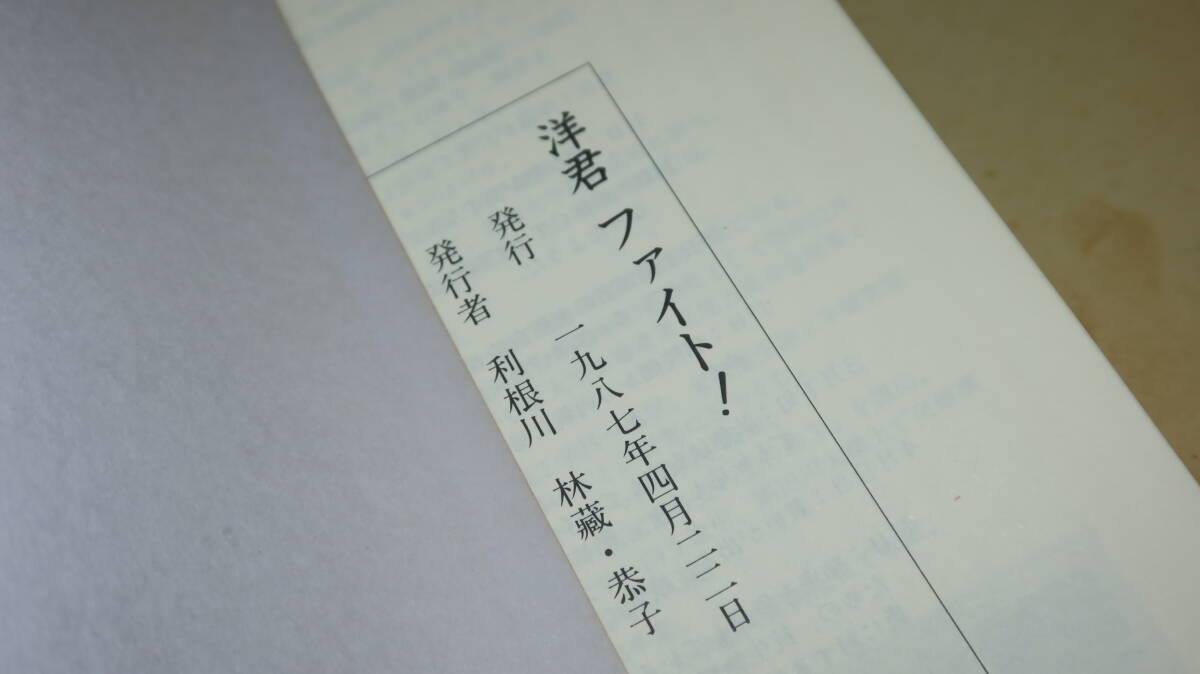 洋君 ファイト！
発行 一九八七年四月二二日
発行者 利根川 林藏・恭子